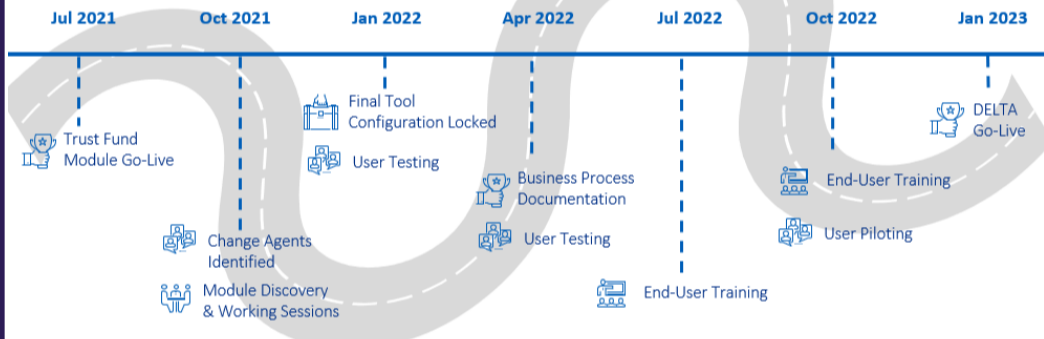 Jul 2021
Oct 2021
Jan 2022
Apr 2022
Jul 2022
Oct 2022
Jan 2023
Trust Fund
Module Go-Live
Change Agents
Identified
Module Discovery
& Working Sessions
Final Tool
Configuration Locked
User Testing
Business Process
Documentation
User Testing
End-User Training
End-User Training
User Piloting
DELTA
Go-Live